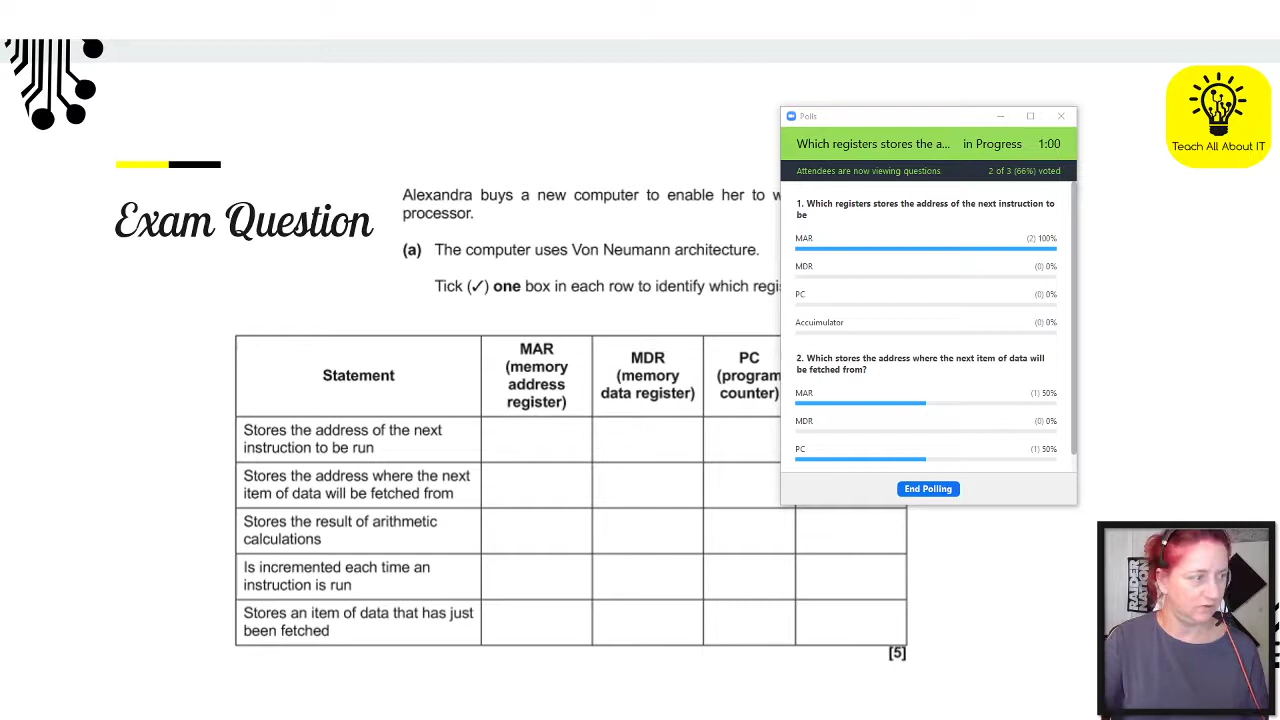 Teach All About IT
Exam Question
Alexandra buys a new computer to enable her to w
processor.
(a) The computer uses Von Neumann architecture.
Tick (✓) one box in each row to identify which regi
Statement
MAR
(memory
address
register)
MDR
(memory
data register)
PC
(program
counter)
Stores the address of the next
instruction to be run
Stores the address where the next
item of data will be fetched from
Stores the result of arithmetic
calculations
Is incremented each time an
instruction is run
Stores an item of data that has just
been fetched
[5]
Polls
Which registers stores the a... in Progress 1:00
Attendees are now viewing questions 2 of 3 (66%) voted
1. Which registers stores the address of the next instruction to
be
MAR (2) 100%
MDR (0) 0%
PC (0) 0%
Accuimulator (0) 0%
2. Which stores the address where the next item of data will
be fetched from?
MAR (1) 50%
MDR (0) 0%
PC (1) 50%
End Polling
RAIDER
NATION